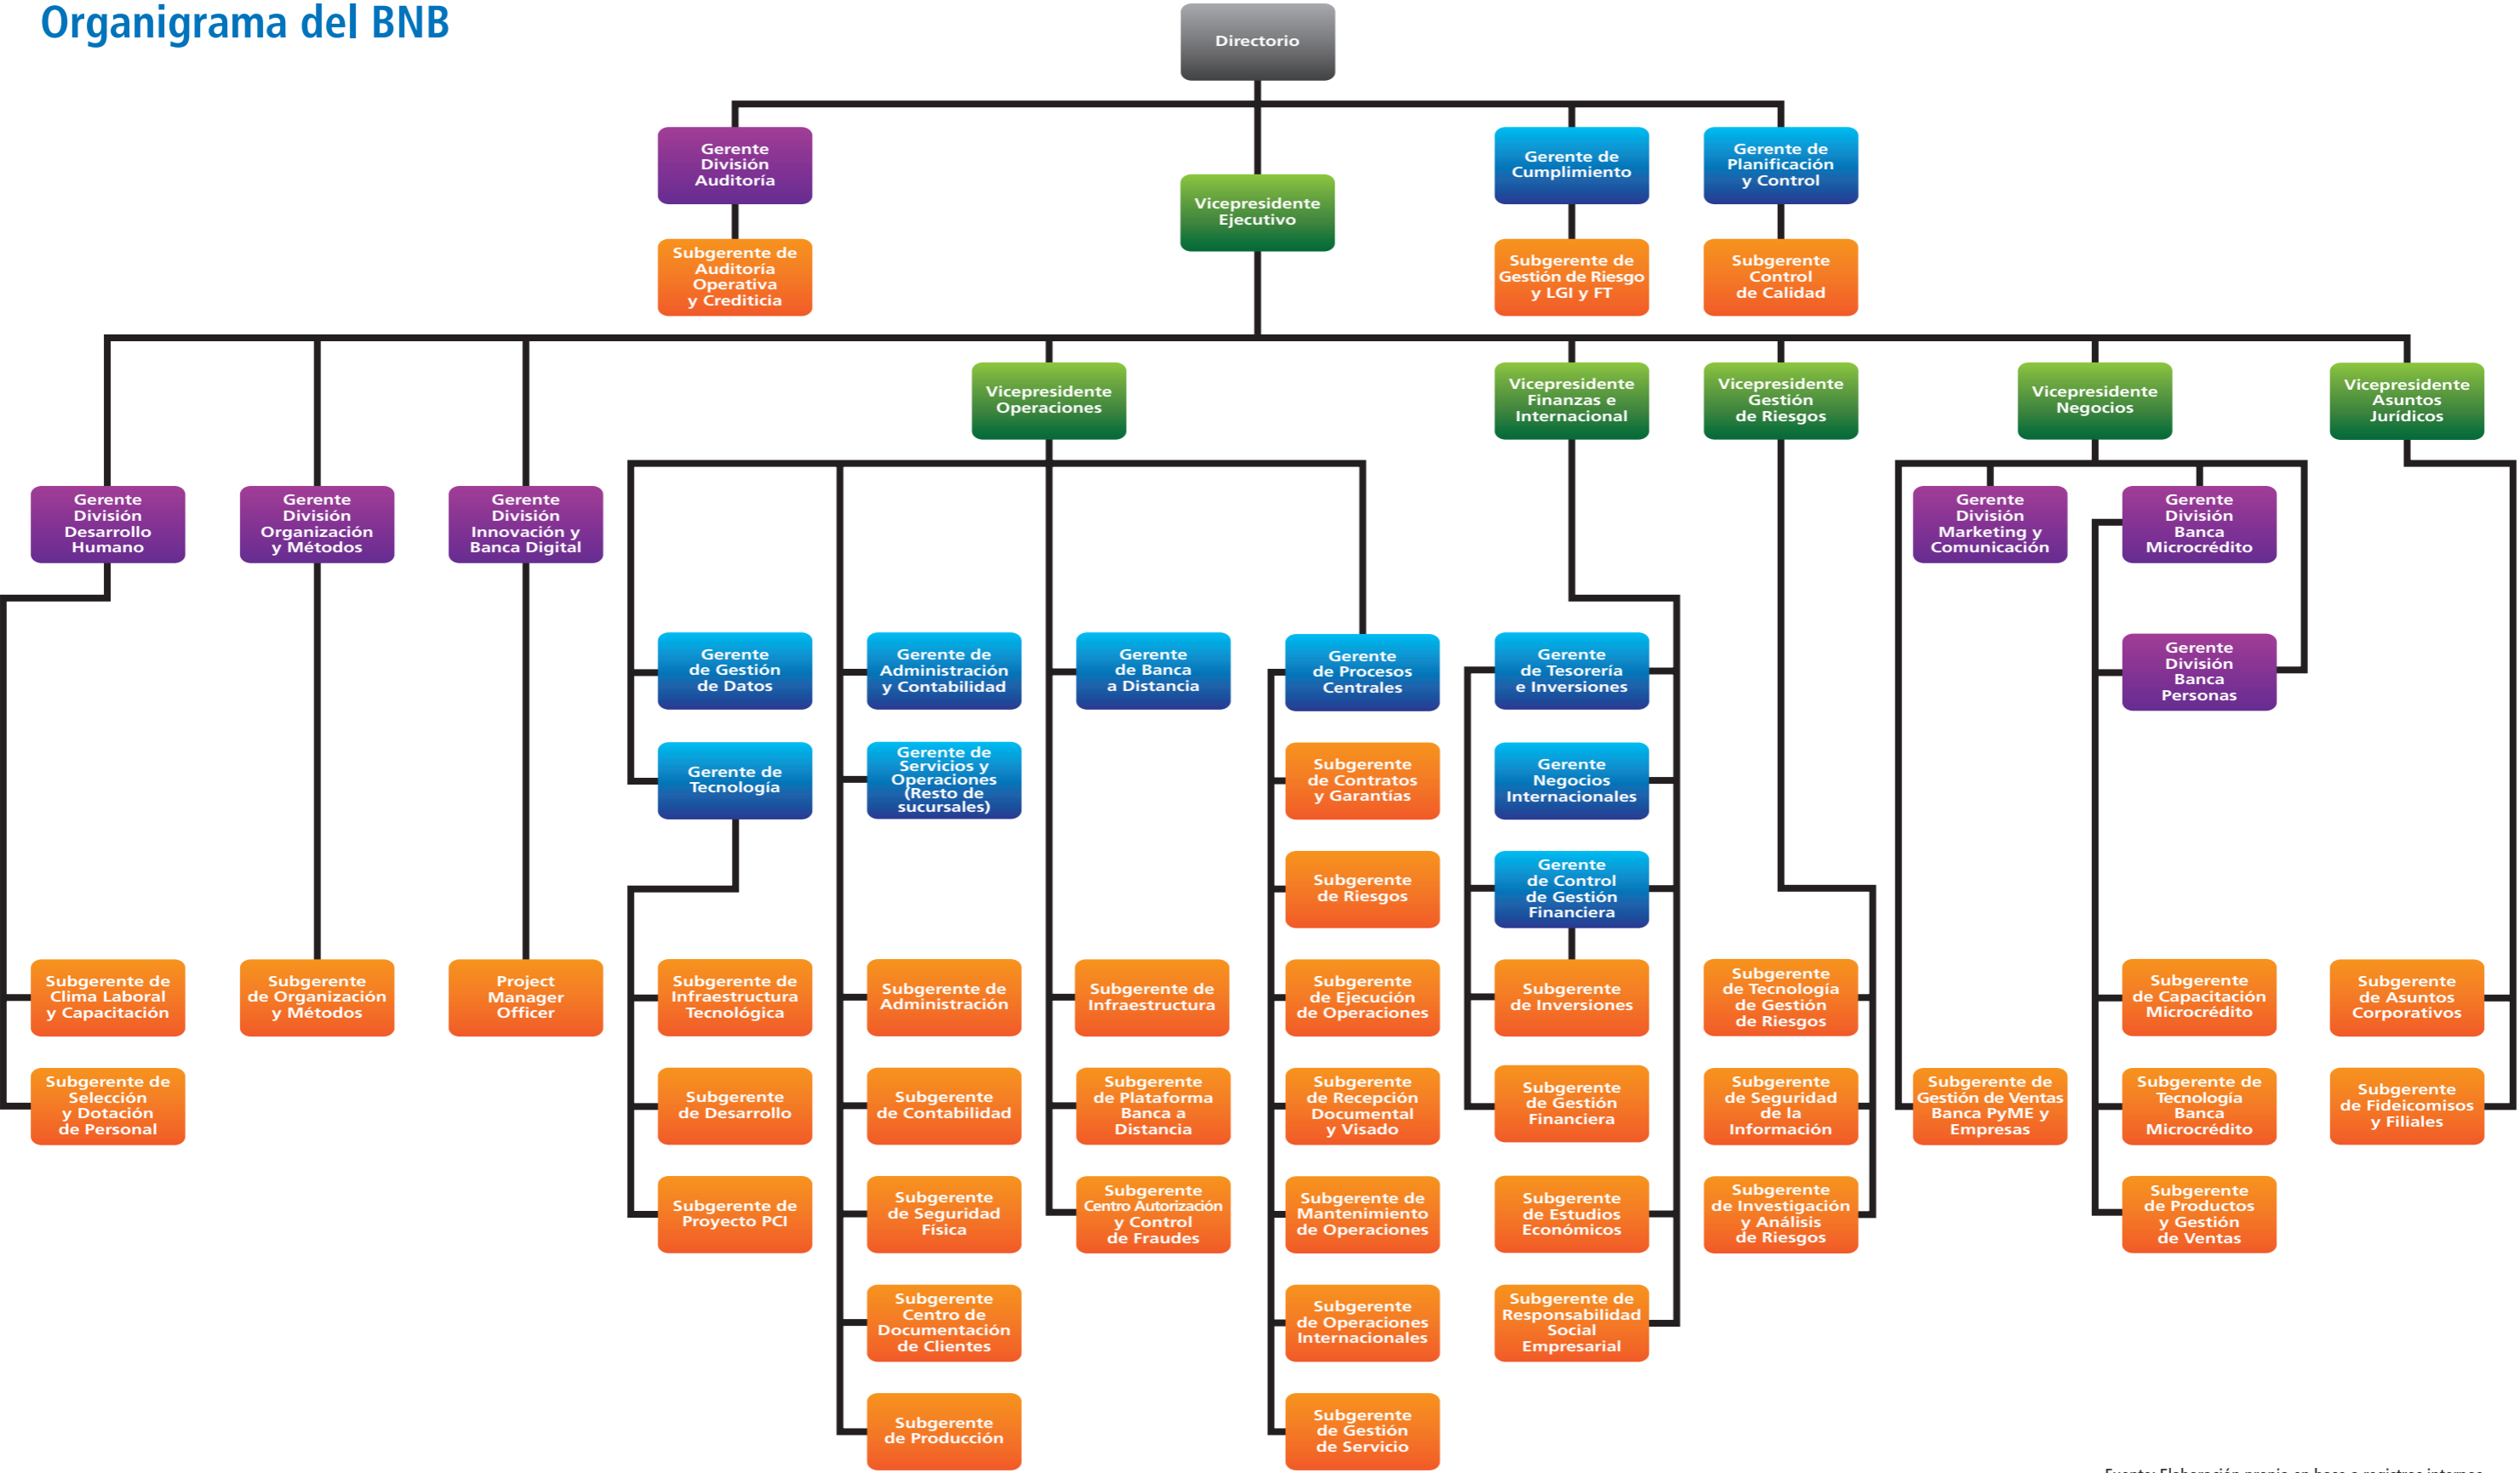 Organigrama del BNB
Directorio
Gerente
División
Auditoría
Gerente de
Cumplimiento
Gerente de
Planificación
y Control
Vicepresidente
Ejecutivo
Subgerente de
Auditoría
Operativa
y Crediticia
Subgerente de
Gestión de Riesgo
y LGI y FT
Subgerente
Control
de Calidad
Vicepresidente
Operaciones
Vicepresidente
Finanzas e
Internacional
Vicepresidente
Gestión
de Riesgos
Vicepresidente
Negocios
Vicepresidente
Asuntos
Jurídicos
Gerente
División
Desarrollo
Humano
Gerente
División
Organización
y Métodos
Gerente
División
Innovación y
Banca Digital
Gerente
División
Marketing y
Comunicación
Gerente
División
Banca
Microcrédito
Gerente
de Gestión
de Datos
Gerente de
Administración
y Contabilidad
Gerente
de Banca
a Distancia
Gerente
de Procesos
Centrales
Gerente
de Tesorería
e Inversiones
Gerente
División
Banca
Personas
Gerente de
Tecnología
Gerente de
Servicios y
Operaciones
(Resto de
sucursales)
Subgerente
de Contratos
y Garantías
Gerente
Negocios
Internacionales
Subgerente
de Riesgos
Gerente
de Control
de Gestión
Financiera
Subgerente de
Clima Laboral
y Capacitación
Subgerente
de Organización
y Métodos
Project
Manager
Officer
Subgerente de
Infraestructura
Tecnológica
Subgerente de
Administración
Subgerente de
Infraestructura
Subgerente
de Ejecución
de Operaciones
Subgerente
de Inversiones
Subgerente
de Tecnología
de Gestión
de Riesgos
Subgerente
de Capacitación
Microcrédito
Subgerente
de Asuntos
Corporativos
Subgerente de
Selección
y Dotación
de Personal
Subgerente
de Desarrollo
Subgerente
de Contabilidad
Subgerente
de Plataforma
Banca a
Distancia
Subgerente
de Recepción
Documental
y Visado
Subgerente
de Gestión
Financiera
Subgerente
de Seguridad
de la
Información
Subgerente de
Gestión de Ventas
Banca PyME y
Empresas
Subgerente de
Tecnología
Banca
Microcrédito
Subgerente
de Fideicomisos
y Filiales
Subgerente de
Proyecto PCI
Subgerente
de Seguridad
Física
Subgerente
Centro Autorización
y Control
de Fraudes
Subgerente de
Mantenimiento
de Operaciones
Subgerente
de Estudios
Económicos
Subgerente
de Investigación
y Análisis
de Riesgos
Subgerente
de Productos
y Gestión
de Ventas
Subgerente
Centro de
Documentación
de Clientes
Subgerente
de Operaciones
Internacionales
Subgerente de
Responsabilidad
Social
Empresarial
Subgerente
de Producción
Subgerente
de Gestión
de Servicio
Fuente: Elaboración propia en base a registros internos